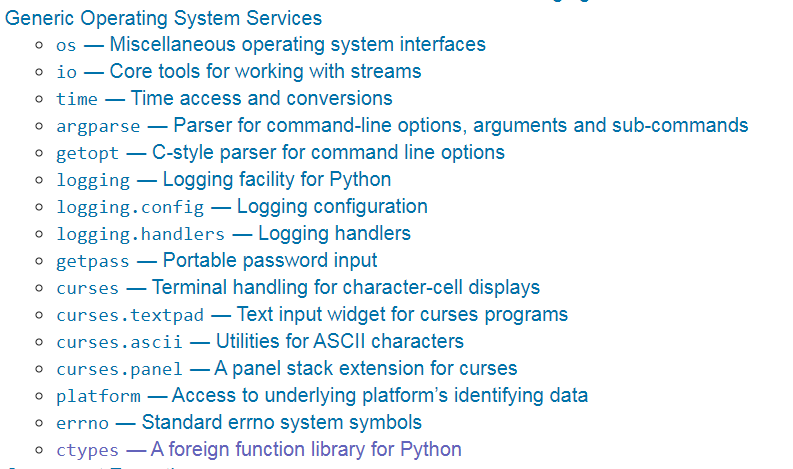 Generic Operating System Services
os — Miscellaneous operating system interfaces
io — Core tools for working with streams
time — Time access and conversions
argparse — Parser for command-line options, arguments and sub-commands
getopt — C-style parser for command line options
logging — Logging facility for Python
logging.config — Logging configuration
logging.handlers — Logging handlers
getpass — Portable password input
curses — Terminal handling for character-cell displays
curses.textpad — Text input widget for curses programs
curses.ascii — Utilities for ASCII characters
curses.panel — A panel stack extension for curses
platform — Access to underlying platform’s identifying data
errno — Standard errno system symbols
ctypes — A foreign function library for Python